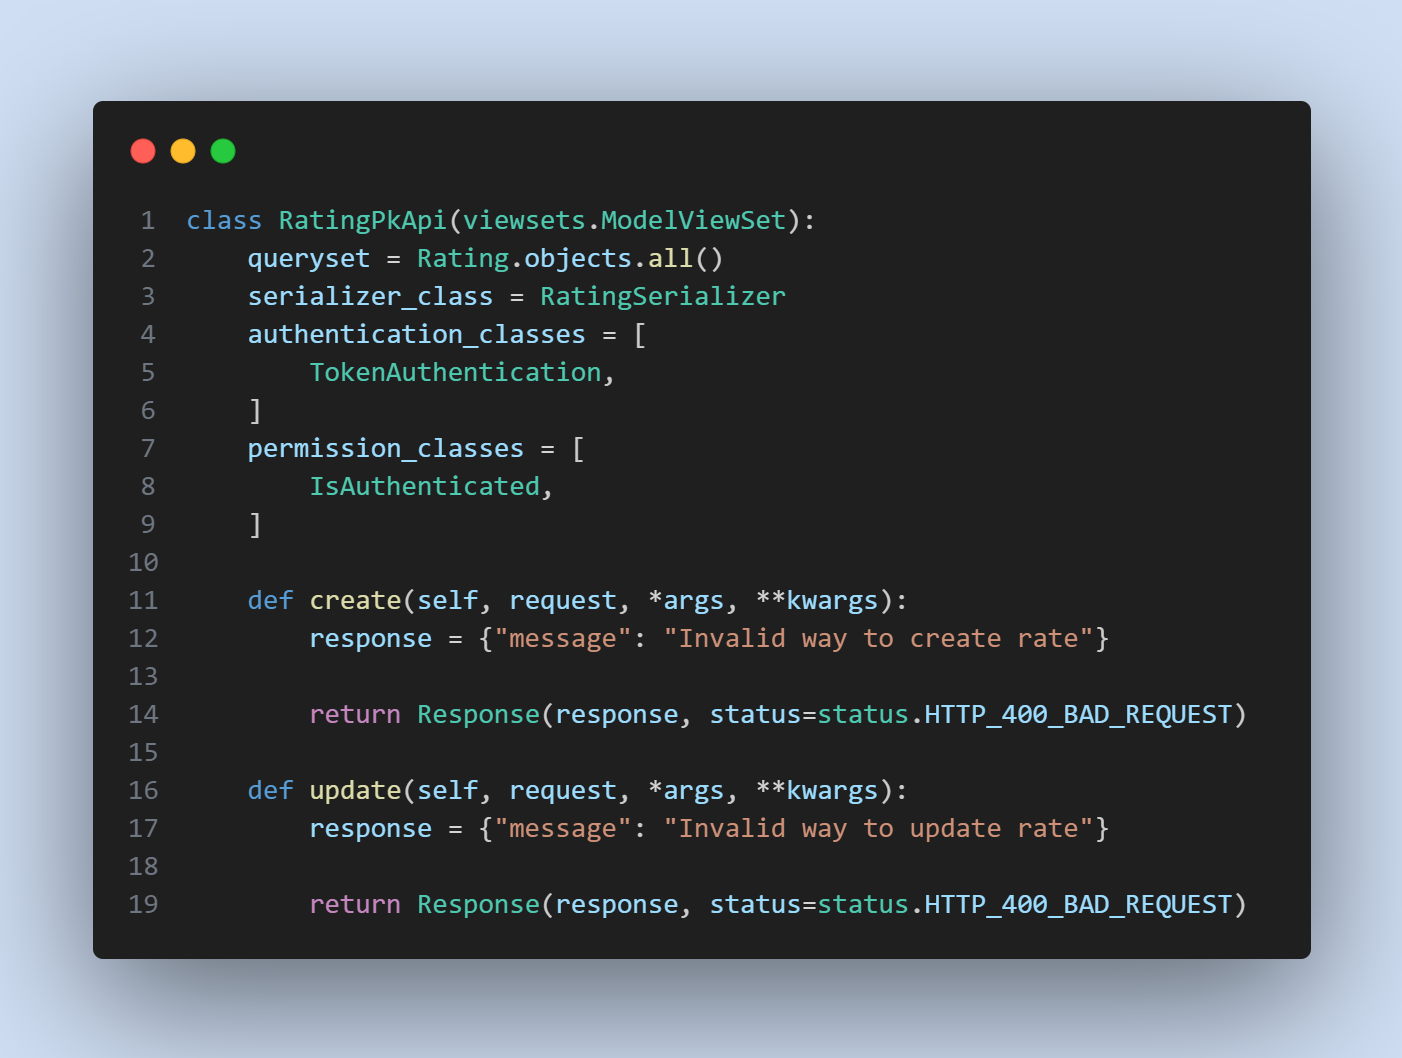 1 class RatingPkApi(viewsets.ModelViewSet):
2     queryset = Rating.objects.all()
3     serializer_class = RatingSerializer
4     authentication_classes = [
5         TokenAuthentication,
6     ]
7     permission_classes = [
8         IsAuthenticated,
9     ]
10
11     def create(self, request, *args, **kwargs):
12         response = {"message": "Invalid way to create rate"}
13
14         return Response(response, status=status.HTTP_400_BAD_REQUEST)
15
16     def update(self, request, *args, **kwargs):
17         response = {"message": "Invalid way to update rate"}
18
19         return Response(response, status=status.HTTP_400_BAD_REQUEST)